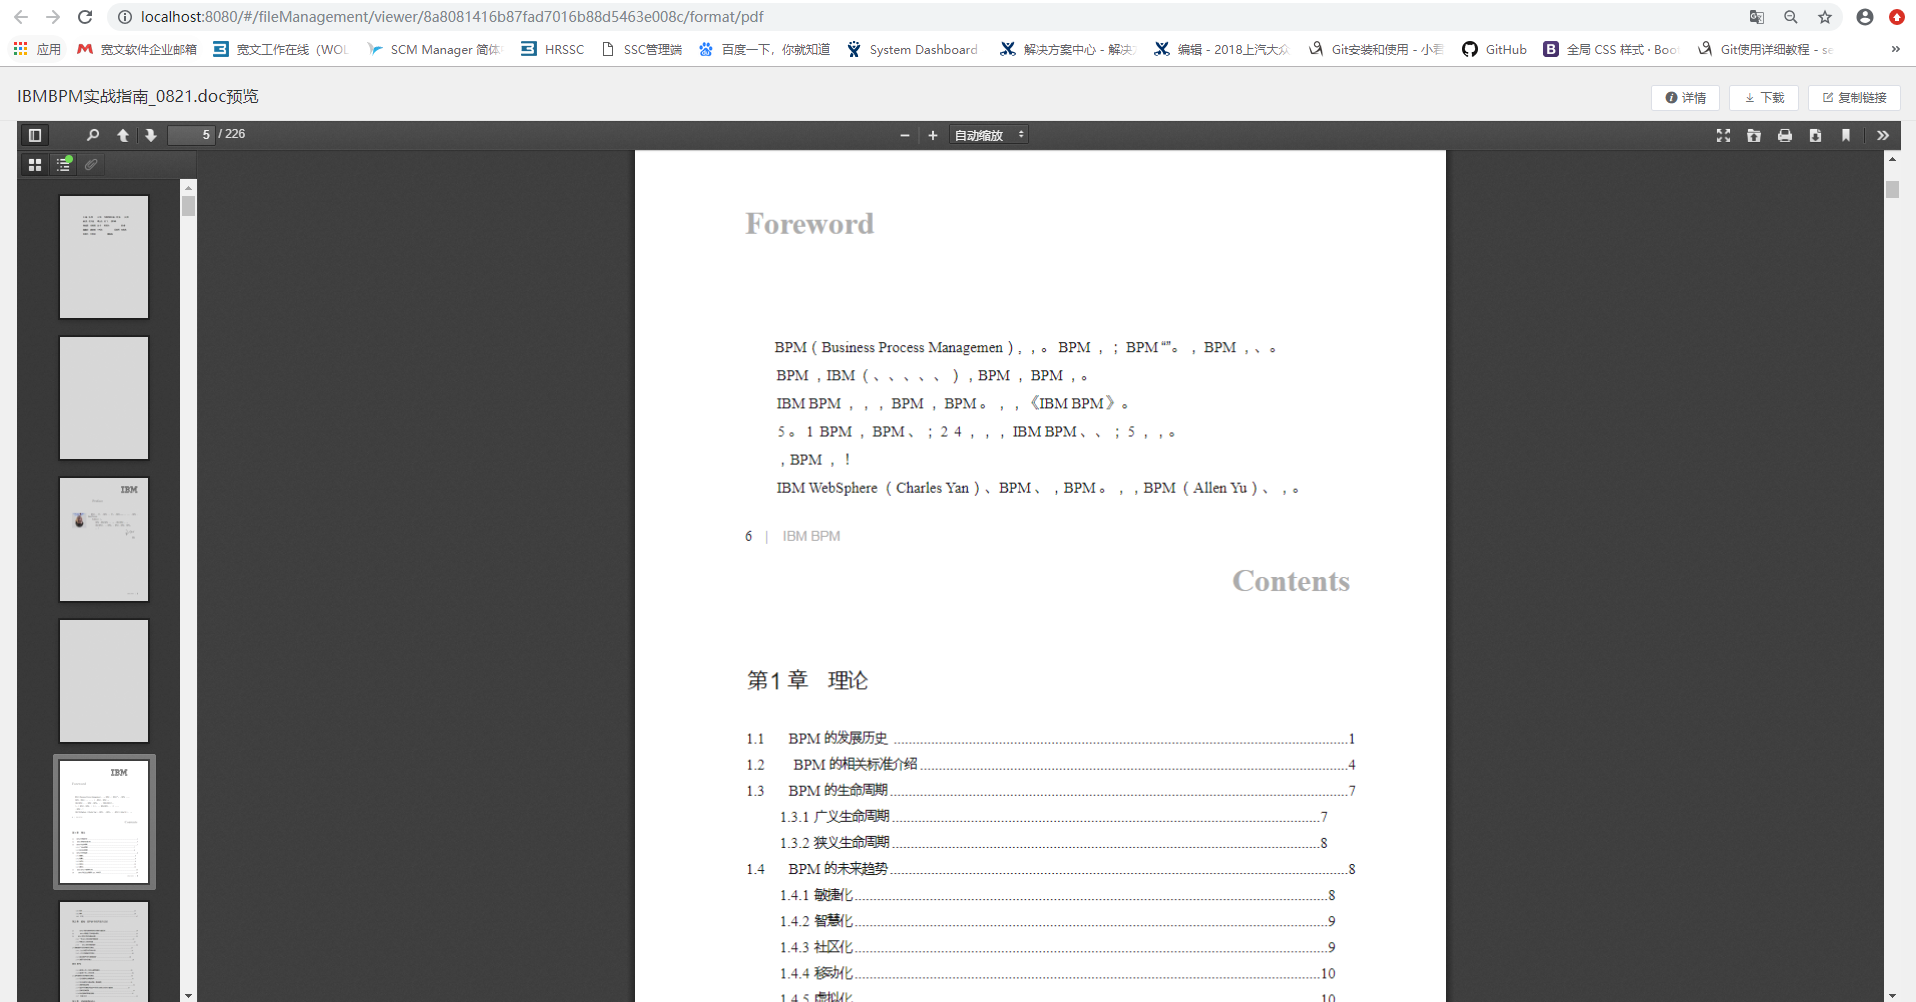 localhost:8080/#/fileManagement/viewer/8a8081416b87fad7016b88d5463e008c/format/pdf
应用 宽文软件企业邮箱 宽文工作在线（WOL SCM Manager 简体 HRSSC SSC管理端 百度一下，你就知道 System Dashboard 解决方案中心 - 解决 编辑 - 2018上汽大众 Git安装和使用 - 小君 GitHub 全局 CSS 样式 · Boo Git使用详细教程 - se »
IBMBPM实战指南_0821.doc预览
详情 下载 复制链接
5 / 226
自动缩放
Foreword
BPM（Business Process Managemen）, , 。 BPM , ；BPM “”。 , BPM , 、。
BPM , IBM（、、、、、）, BPM , BPM , 。
IBM BPM , , , BPM , BPM 。 , , 《IBM BPM》。
5 。 1 BPM , BPM 、 ；2 4 , , , IBM BPM 、 、 ；5 , , 。
, BPM , ！
IBM WebSphere （Charles Yan）、BPM 、 , BPM 。 , , BPM （Allen Yu）、 , 。
6 | IBM BPM
Contents
第1 章 理论
1.1 BPM 的发展历史 1
1.2 BPM 的相关标准介绍 4
1.3 BPM 的生命周期 7
1.3.1 广义生命周期 7
1.3.2 狭义生命周期 8
1.4 BPM 的未来趋势 8
1.4.1 敏捷化 8
1.4.2 智慧化 9
1.4.3 社区化 9
1.4.4 移动化 10
1.4.5 虚拟化 10
IBM
IBM